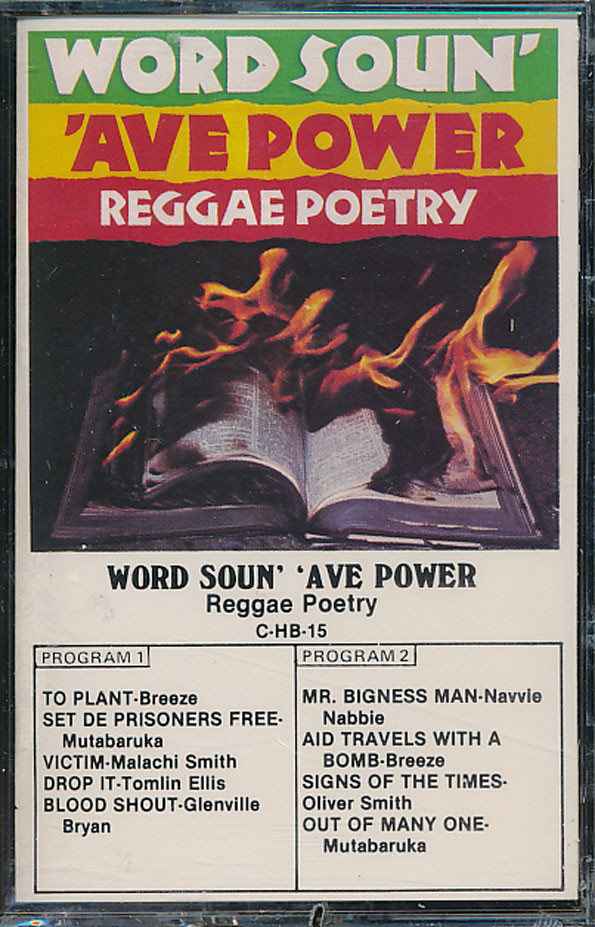 WORD SOUN'
'AVE POWER
REGGAE POETRY
WORD SOUN' 'AVE POWER
Reggae Poetry
C-HB-15
PROGRAM 1
TO PLANT-Breeze
SET DE PRISONERS FREE-
Mutabaruka
VICTIM-Malachi Smith
DROP IT-Tomlin Ellis
BLOOD SHOUT-Glenville
Bryan
PROGRAM 2
MR. BIGNESS MAN-Navvie
Nabbie
AID TRAVELS WITH A
BOMB-Breeze
SIGNS OF THE TIMES-
Oliver Smith
OUT OF MANY ONE-
Mutabaruka